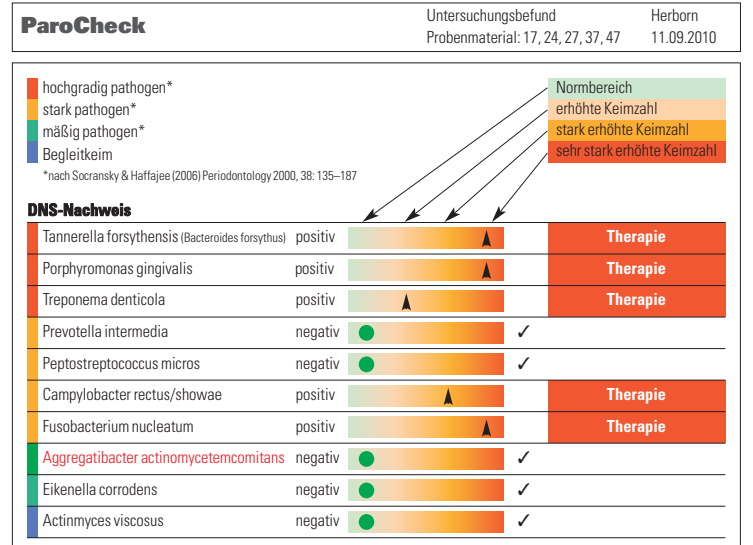 ParoCheck
Untersuchungsbefund Herborn
Probenmaterial: 17, 24, 27, 37, 47 11.09.2010
hochgradig pathogen*
stark pathogen*
mäßig pathogen*
Begleitkeim
*nach Socransky & Haffajee (2006) Periodontology 2000, 38: 135–187
Normbereich
erhöhte Keimzahl
stark erhöhte Keimzahl
sehr stark erhöhte Keimzahl
DNS-Nachweis
Tannerella forsythensis (Bacteroides forsythus) positiv Therapie
Porphyromonas gingivalis positiv Therapie
Treponema denticola positiv Therapie
Prevotella intermedia negativ ✓
Peptostreptococcus micros negativ ✓
Campylobacter rectus/showae positiv Therapie
Fusobacterium nucleatum positiv Therapie
Aggregatibacter actinomycetemcomitans negativ ✓
Eikenella corrodens negativ ✓
Actinmyces viscosus negativ ✓